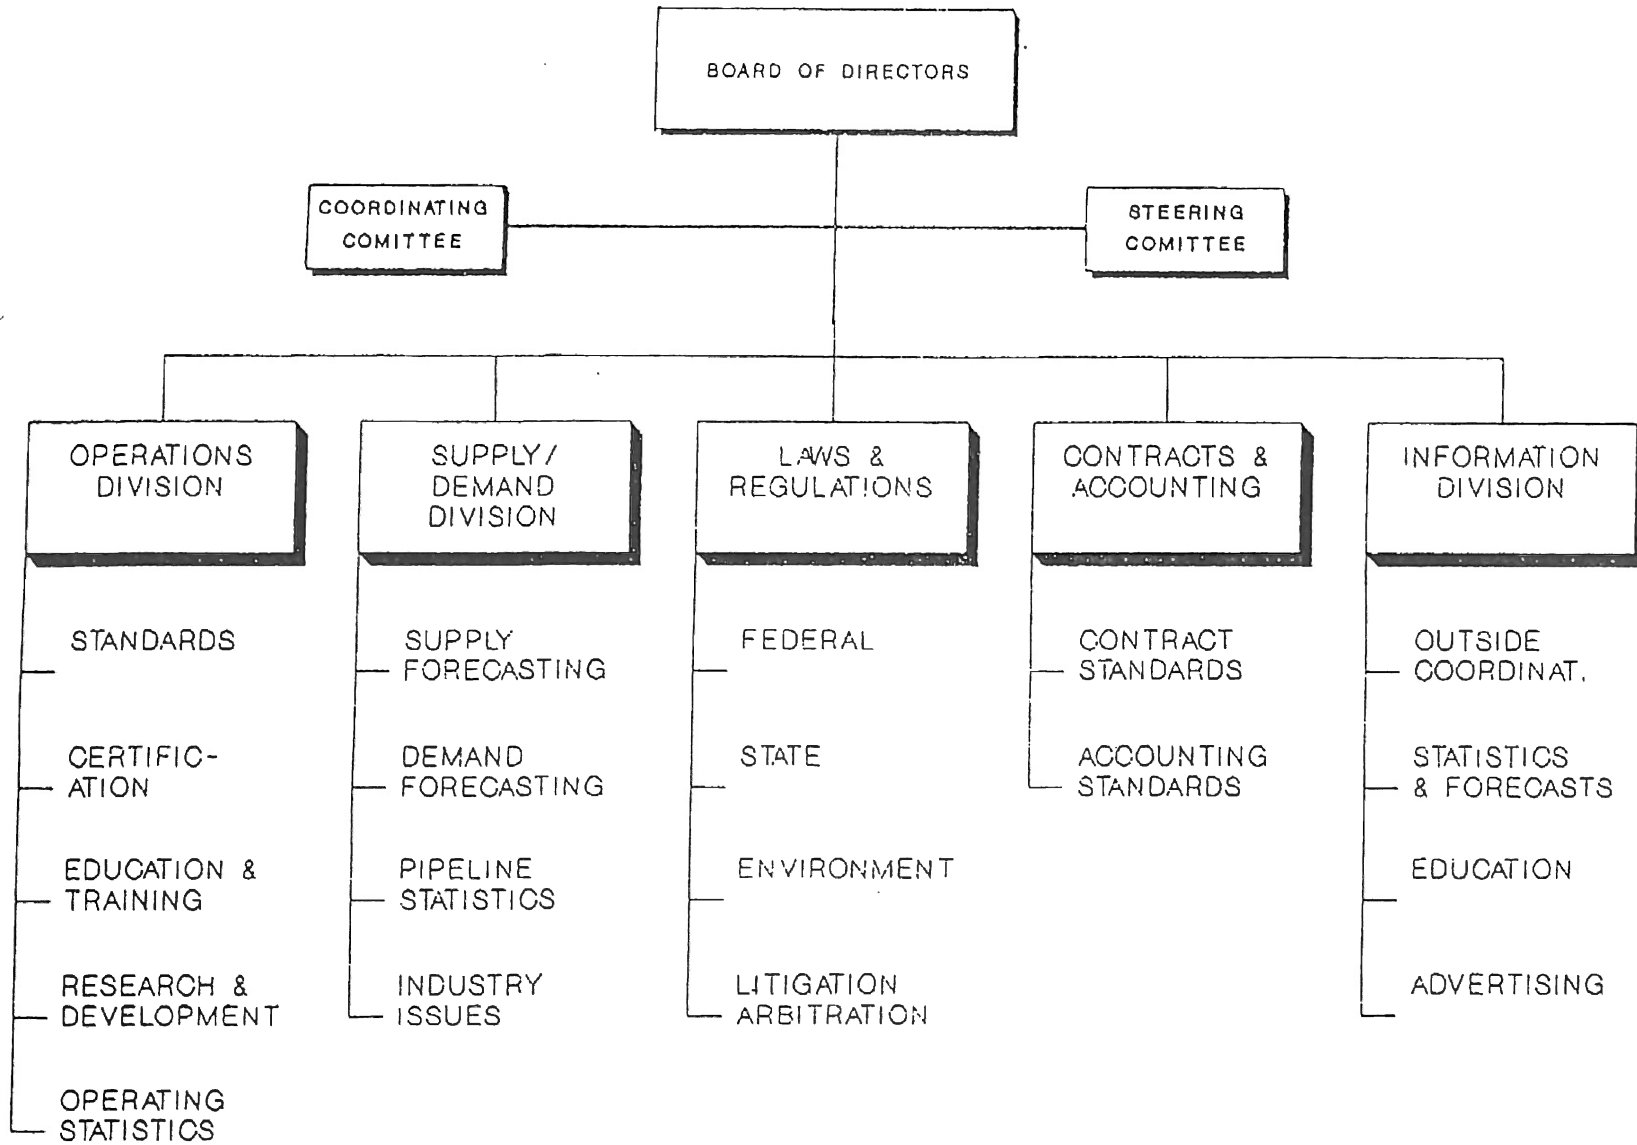 BOARD OF DIRECTORS
COORDINATING
COMITTEE
STEERING
COMITTEE
OPERATIONS
DIVISION
SUPPLY/
DEMAND
DIVISION
LAWS &
REGULATIONS
CONTRACTS &
ACCOUNTING
INFORMATION
DIVISION
STANDARDS
CERTIFIC-
ATION
EDUCATION &
TRAINING
RESEARCH &
DEVELOPMENT
OPERATING
STATISTICS
SUPPLY
FORECASTING
DEMAND
FORECASTING
PIPELINE
STATISTICS
INDUSTRY
ISSUES
FEDERAL
STATE
ENVIRONMENT
LITIGATION
ARBITRATION
CONTRACT
STANDARDS
ACCOUNTING
STANDARDS
OUTSIDE
COORDINAT.
STATISTICS
& FORECASTS
EDUCATION
ADVERTISING